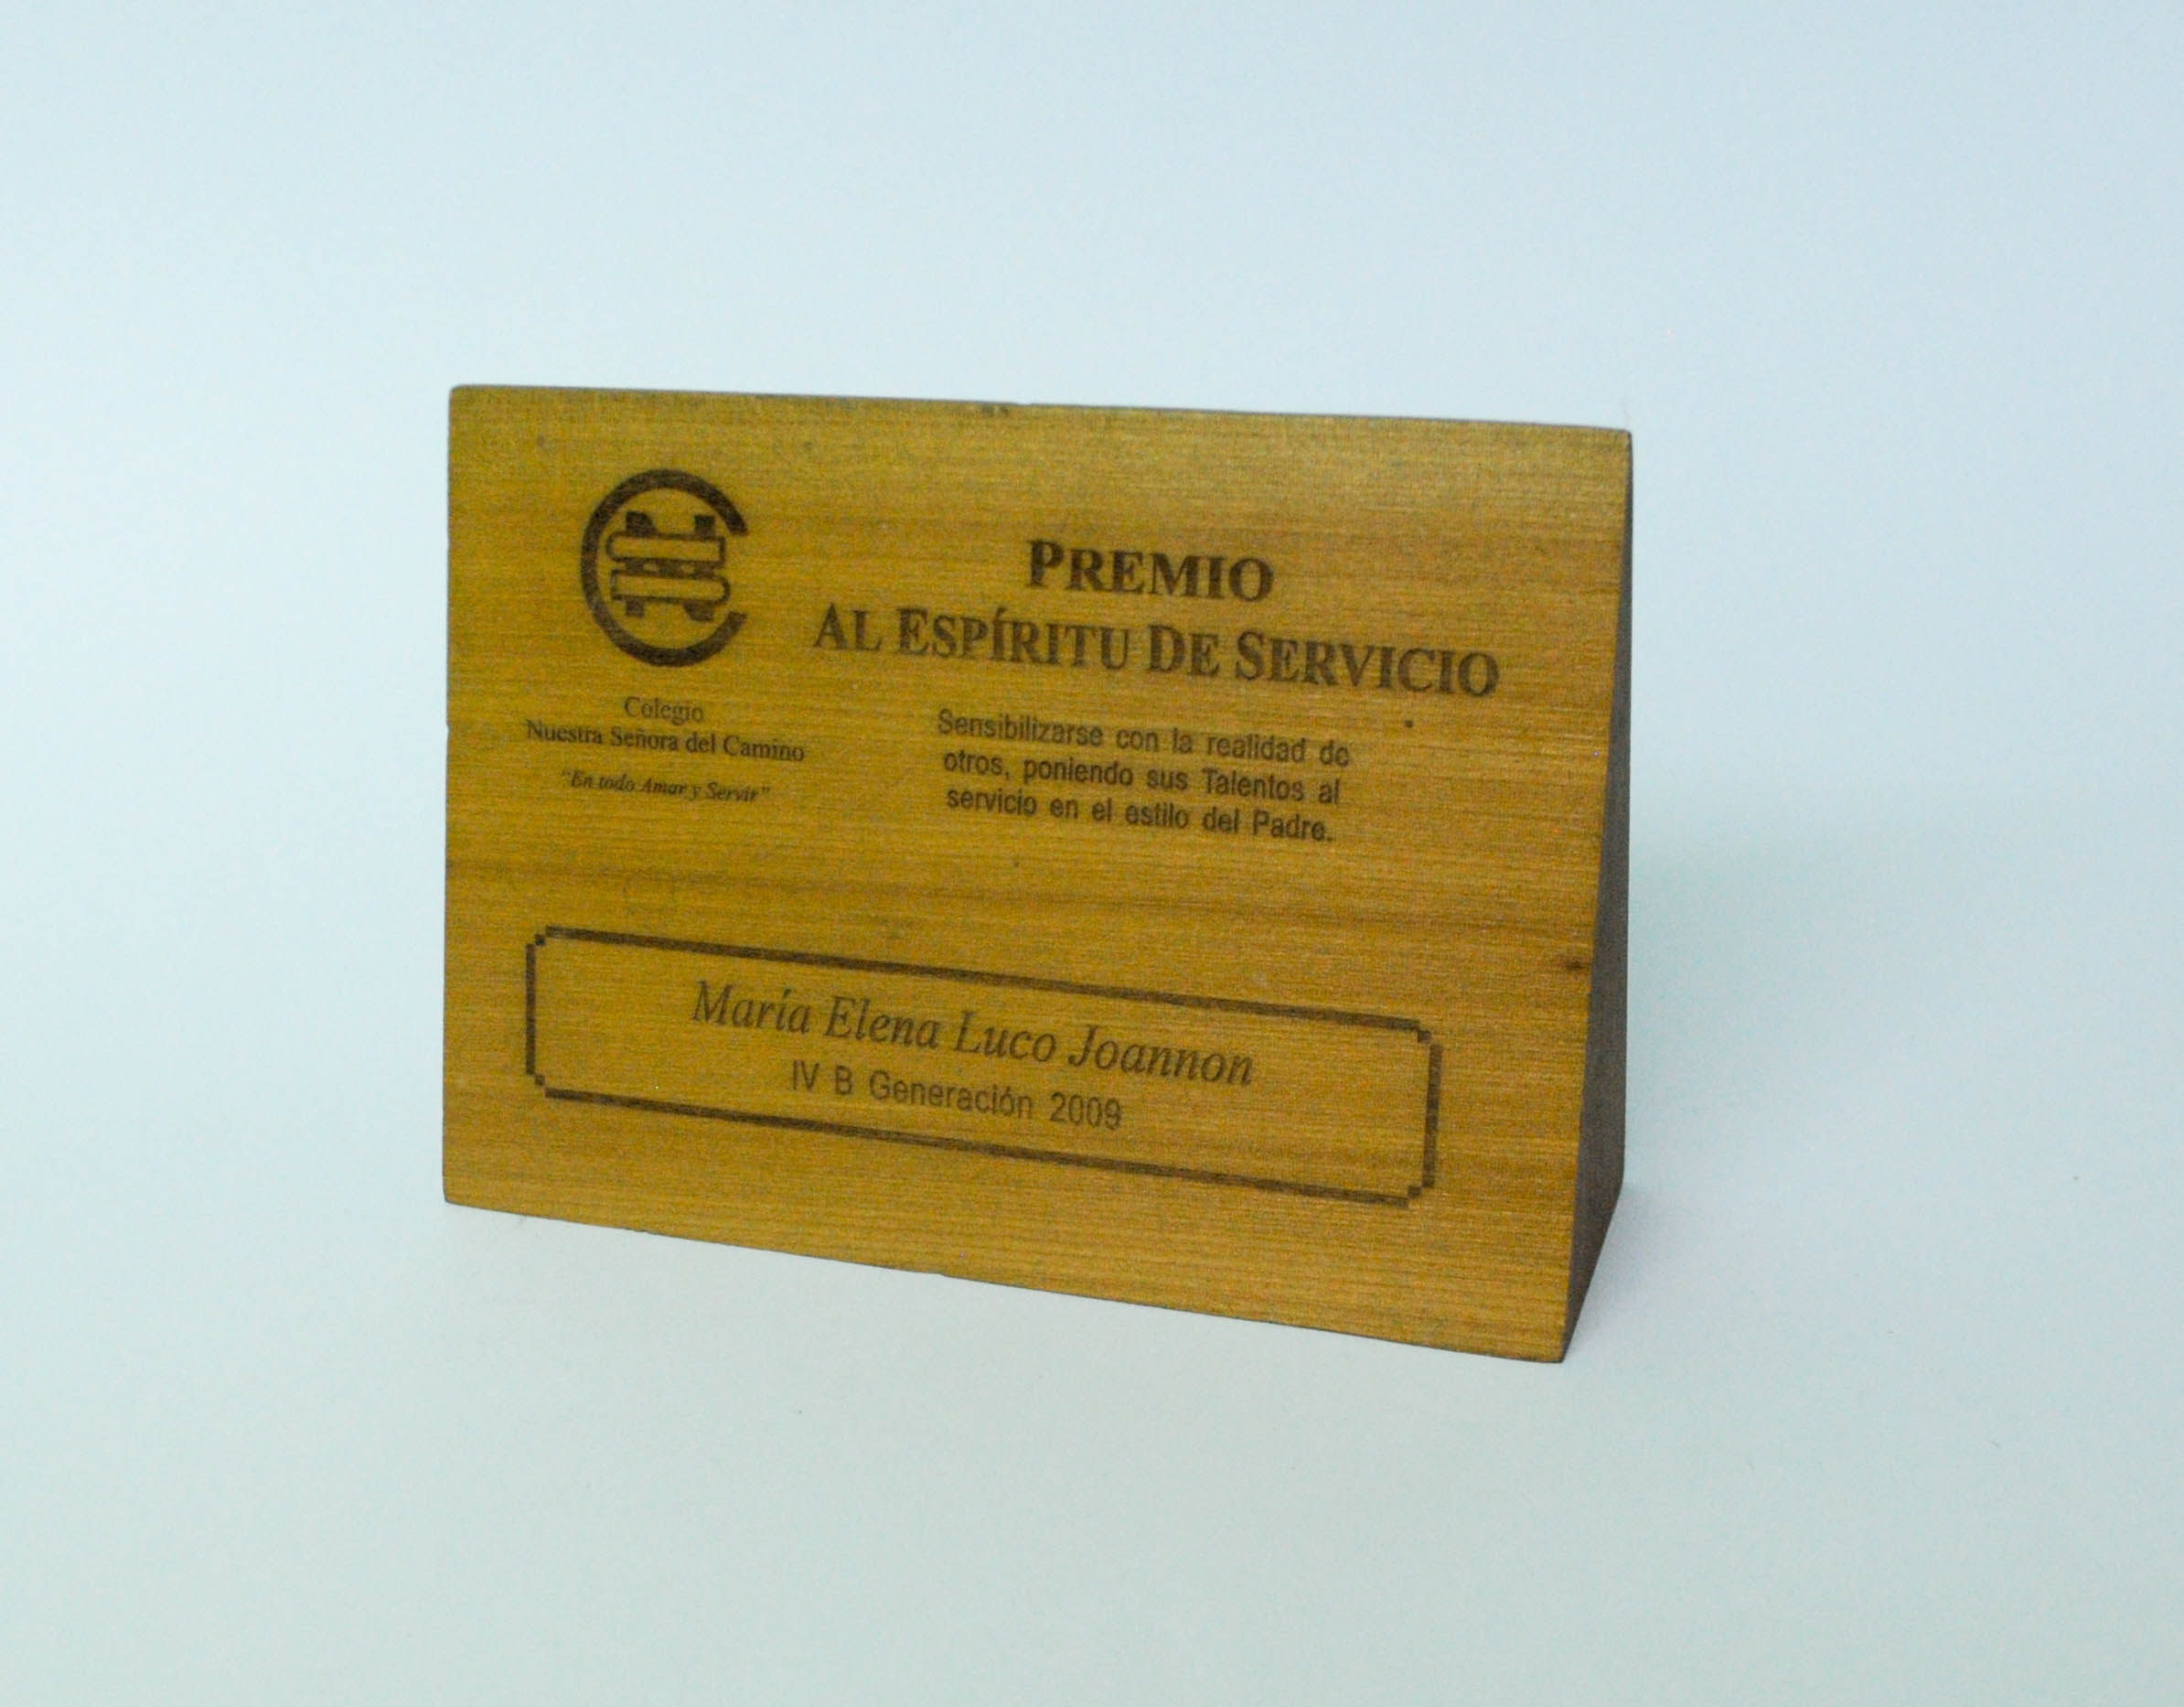 PREMIO
AL ESPÍRITU DE SERVICIO
Colegio
Nuestra Señora del Camino
"En todo Amar y Servir"
Sensibilizarse con la realidad de
otros, poniendo sus Talentos al
servicio en el estilo del Padre.
María Elena Luco Joannon
IV B Generación 2009